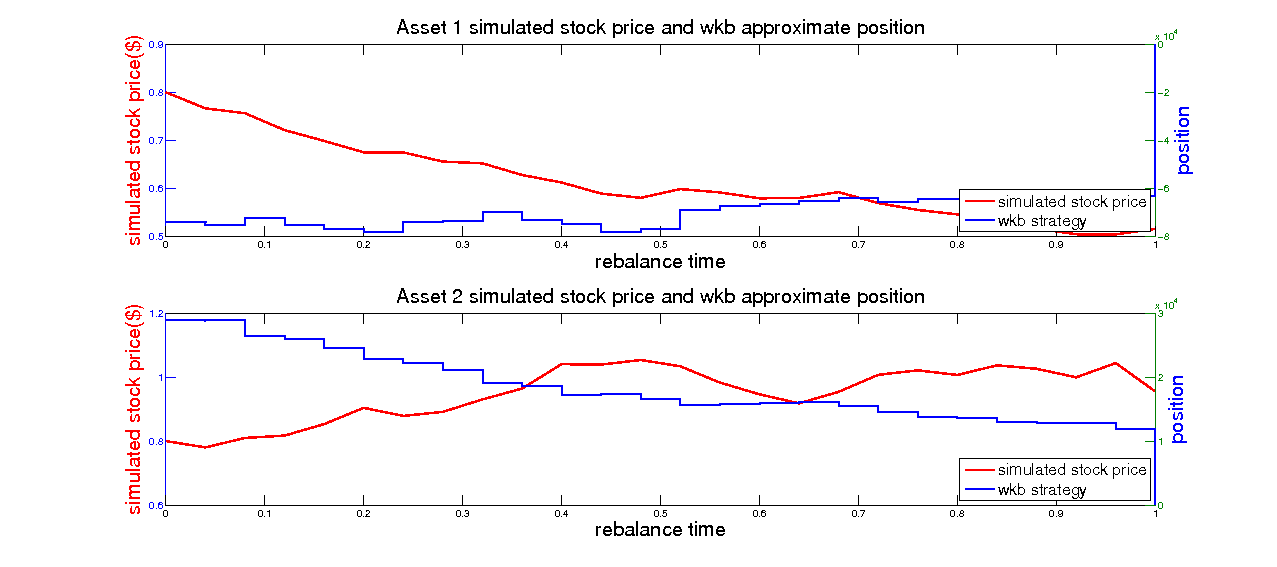 Asset 1 simulated stock price and wkb approximate position
x 10^4
simulated stock price($)
0.9
0.8
0.7
0.6
0.5
0
−2
−4
−6
−8
position
simulated stock price
wkb strategy
0 0.1 0.2 0.3 0.4 0.5 0.6 0.7 0.8 0.9 1
rebalance time
Asset 2 simulated stock price and wkb approximate position
x 10^4
simulated stock price($)
1.2
1
0.8
0.6
3
2
1
0
position
simulated stock price
wkb strategy
0 0.1 0.2 0.3 0.4 0.5 0.6 0.7 0.8 0.9 1
rebalance time